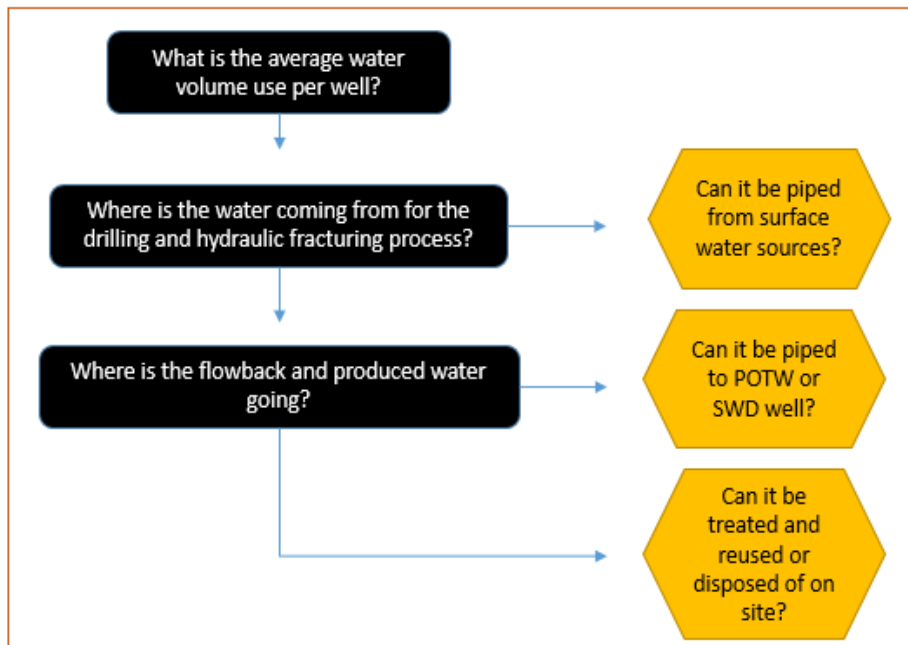 What is the average water
volume use per well?
Where is the water coming from for the
drilling and hydraulic fracturing process?
Can it be piped
from surface
water sources?
Where is the flowback and produced water
going?
Can it be piped
to POTW or
SWD well?
Can it be
treated and
reused or
disposed of on
site?